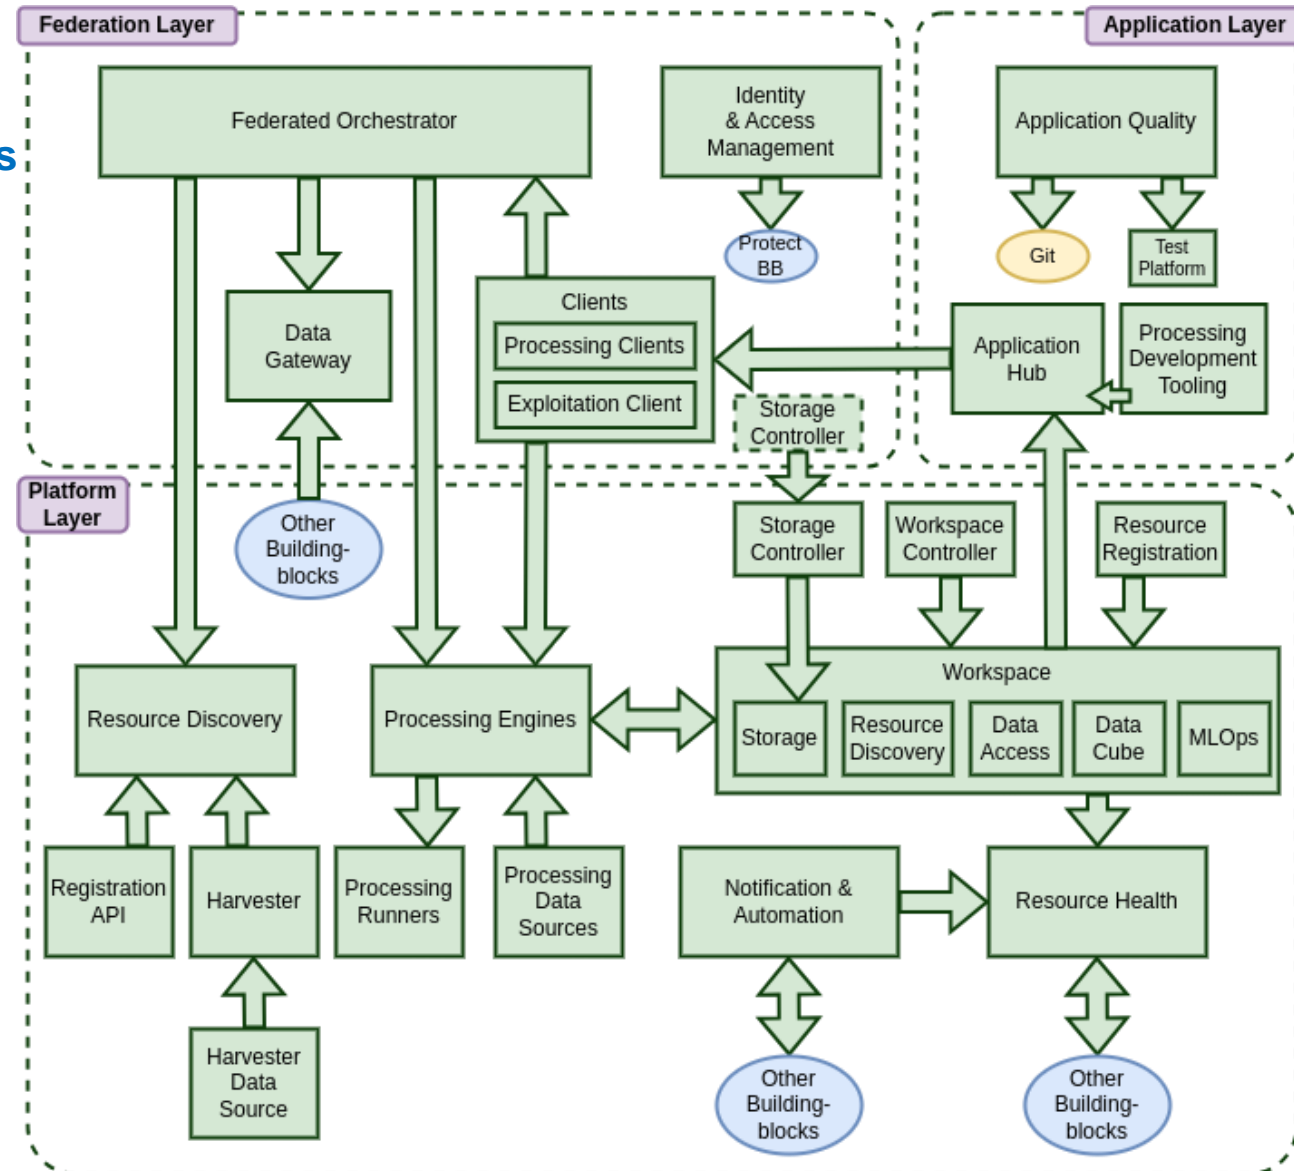 Federation Layer
Application Layer
s
Federated Orchestrator
Identity
& Access
Management
Application Quality
Protect
BB
Git
Test
Platform
Clients
Processing Clients
Exploitation Client
Data
Gateway
Application
Hub
Processing
Development
Tooling
Storage
Controller
Platform
Layer
Other
Building-
blocks
Storage
Controller
Workspace
Controller
Resource
Registration
Workspace
Resource Discovery
Processing Engines
Storage
Resource
Discovery
Data
Access
Data
Cube
MLOps
Registration
API
Harvester
Processing
Runners
Processing
Data
Sources
Notification &
Automation
Resource Health
Harvester
Data
Source
Other
Building-
blocks
Other
Building-
blocks